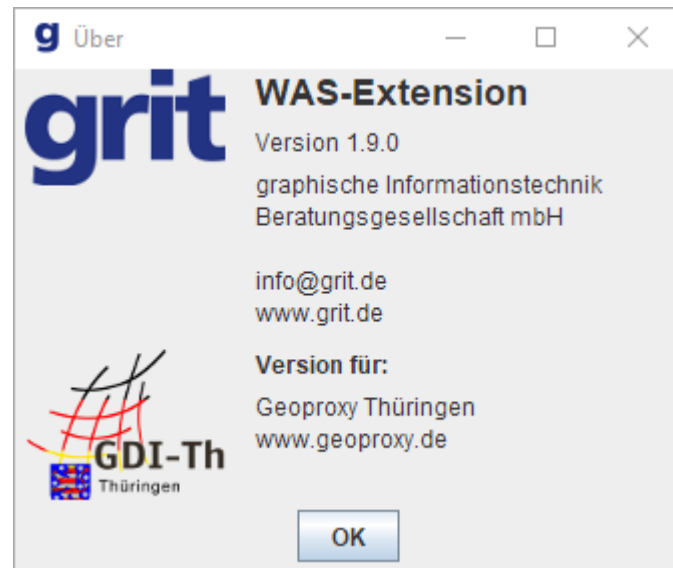 g Über
grit
WAS-Extension
Version 1.9.0
graphische Informationstechnik
Beratungsgesellschaft mbH
info@grit.de
www.grit.de
Version für:
Geoproxy Thüringen
www.geoproxy.de
GDI-Th
Thüringen
OK